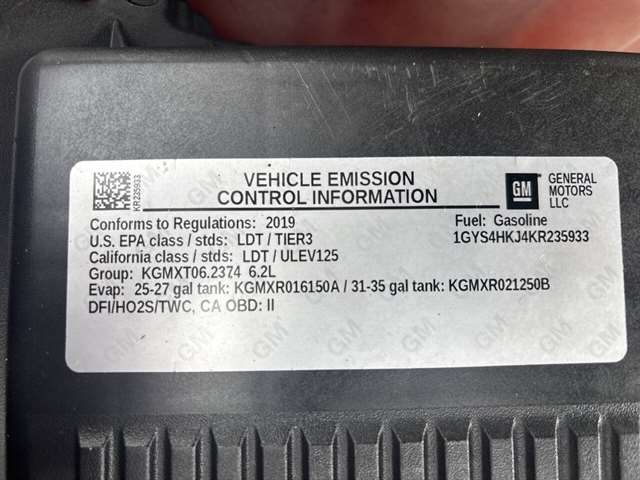 VEHICLE EMISSION
CONTROL INFORMATION
KR235933
GM
GENERAL
MOTORS
LLC
Conforms to Regulations: 2019
Fuel: Gasoline
U.S. EPA class / stds: LDT / TIER3
1GYS4HKJ4KR235933
California class / stds: LDT / ULEV125
Group: KGMXT06.2374 6.2L
Evap: 25-27 gal tank: KGMXR016150A / 31-35 gal tank: KGMXR021250B
DFI/HO2S/TWC, CA OBD: II